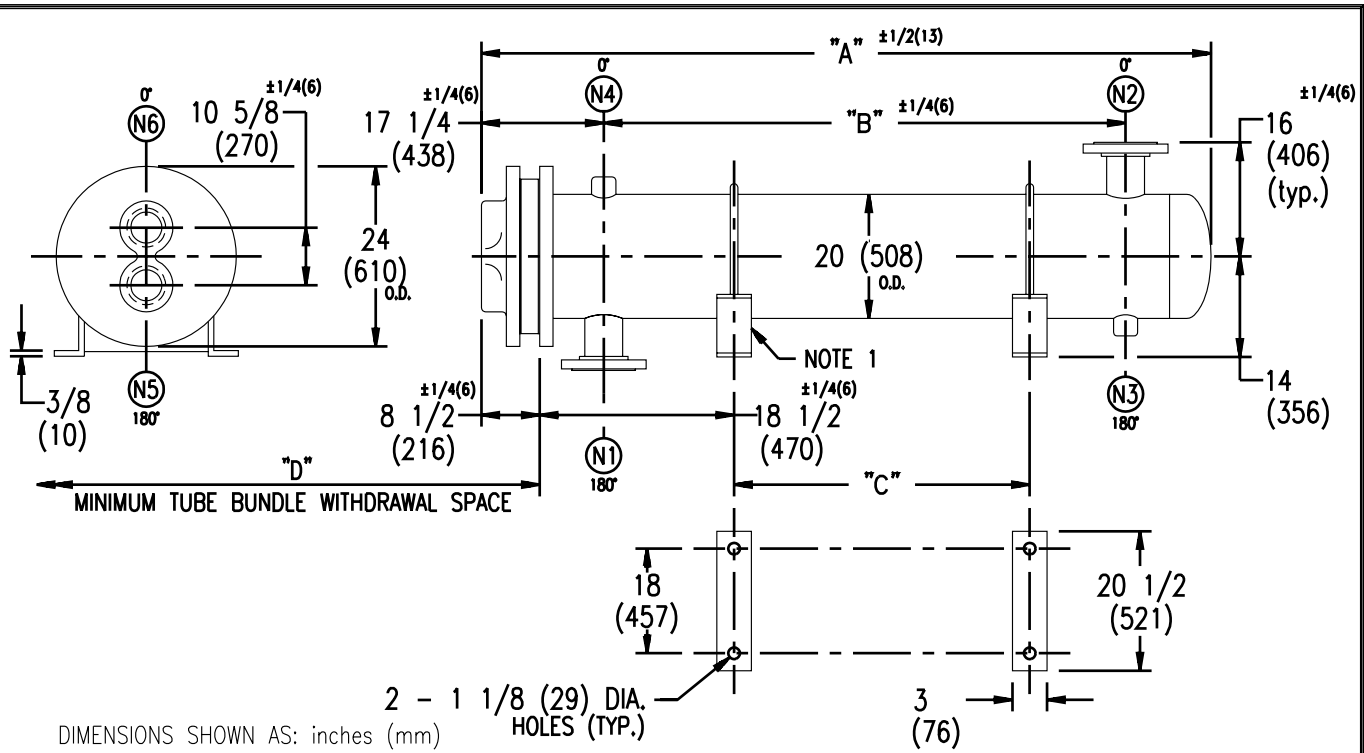 "A" ±1/2(13)
0°
N6
10 5/8 ±1/4(6)
(270)
24
(610)
O.D.
3/8
(10)
N5
180°
±1/4(6)
17 1/4
(438)
0°
N4
"B" ±1/4(6)
0°
N2
±1/4(6)
16
(406)
(typ.)
20 (508)
O.D.
NOTE 1
±1/4(6)
8 1/2
(216)
±1/4(6)
18 1/2
(470)
N1
180°
N3
180°
14
(356)
"D"
MINIMUM TUBE BUNDLE WITHDRAWAL SPACE
"C"
18
(457)
20 1/2
(521)
2 - 1 1/8 (29) DIA.
HOLES (TYP.)
3
(76)
DIMENSIONS SHOWN AS: inches (mm)